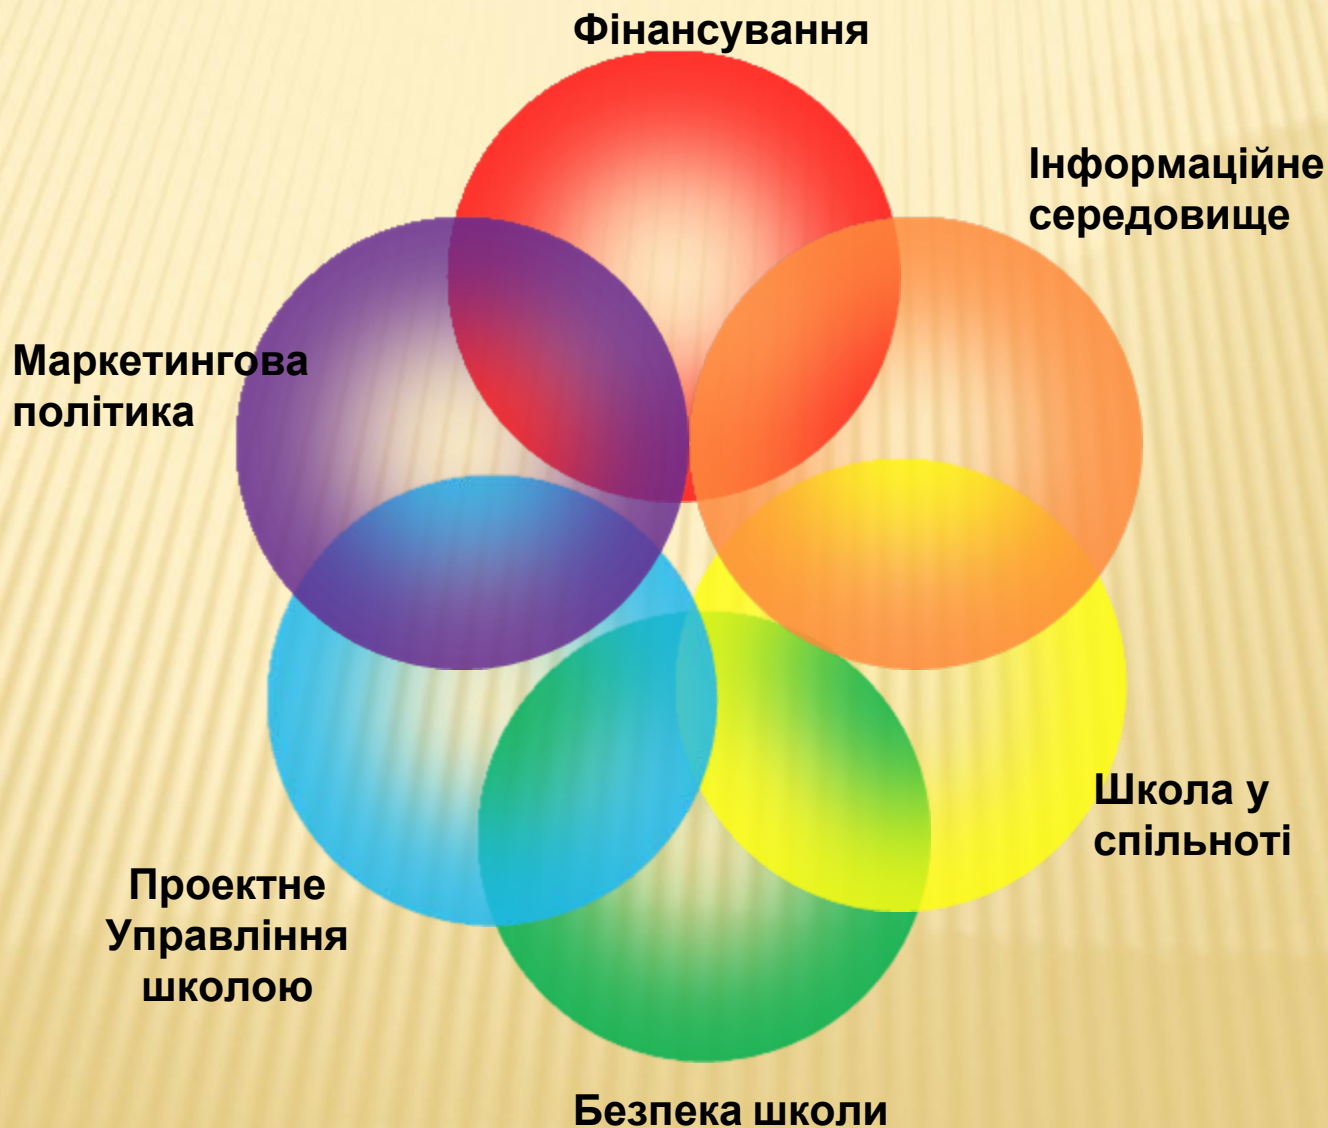 Фінансування
Інформаційне
середовище
Маркетингова
політика
Школа у
спільноті
Проектне
Управління
школою
Безпека школи